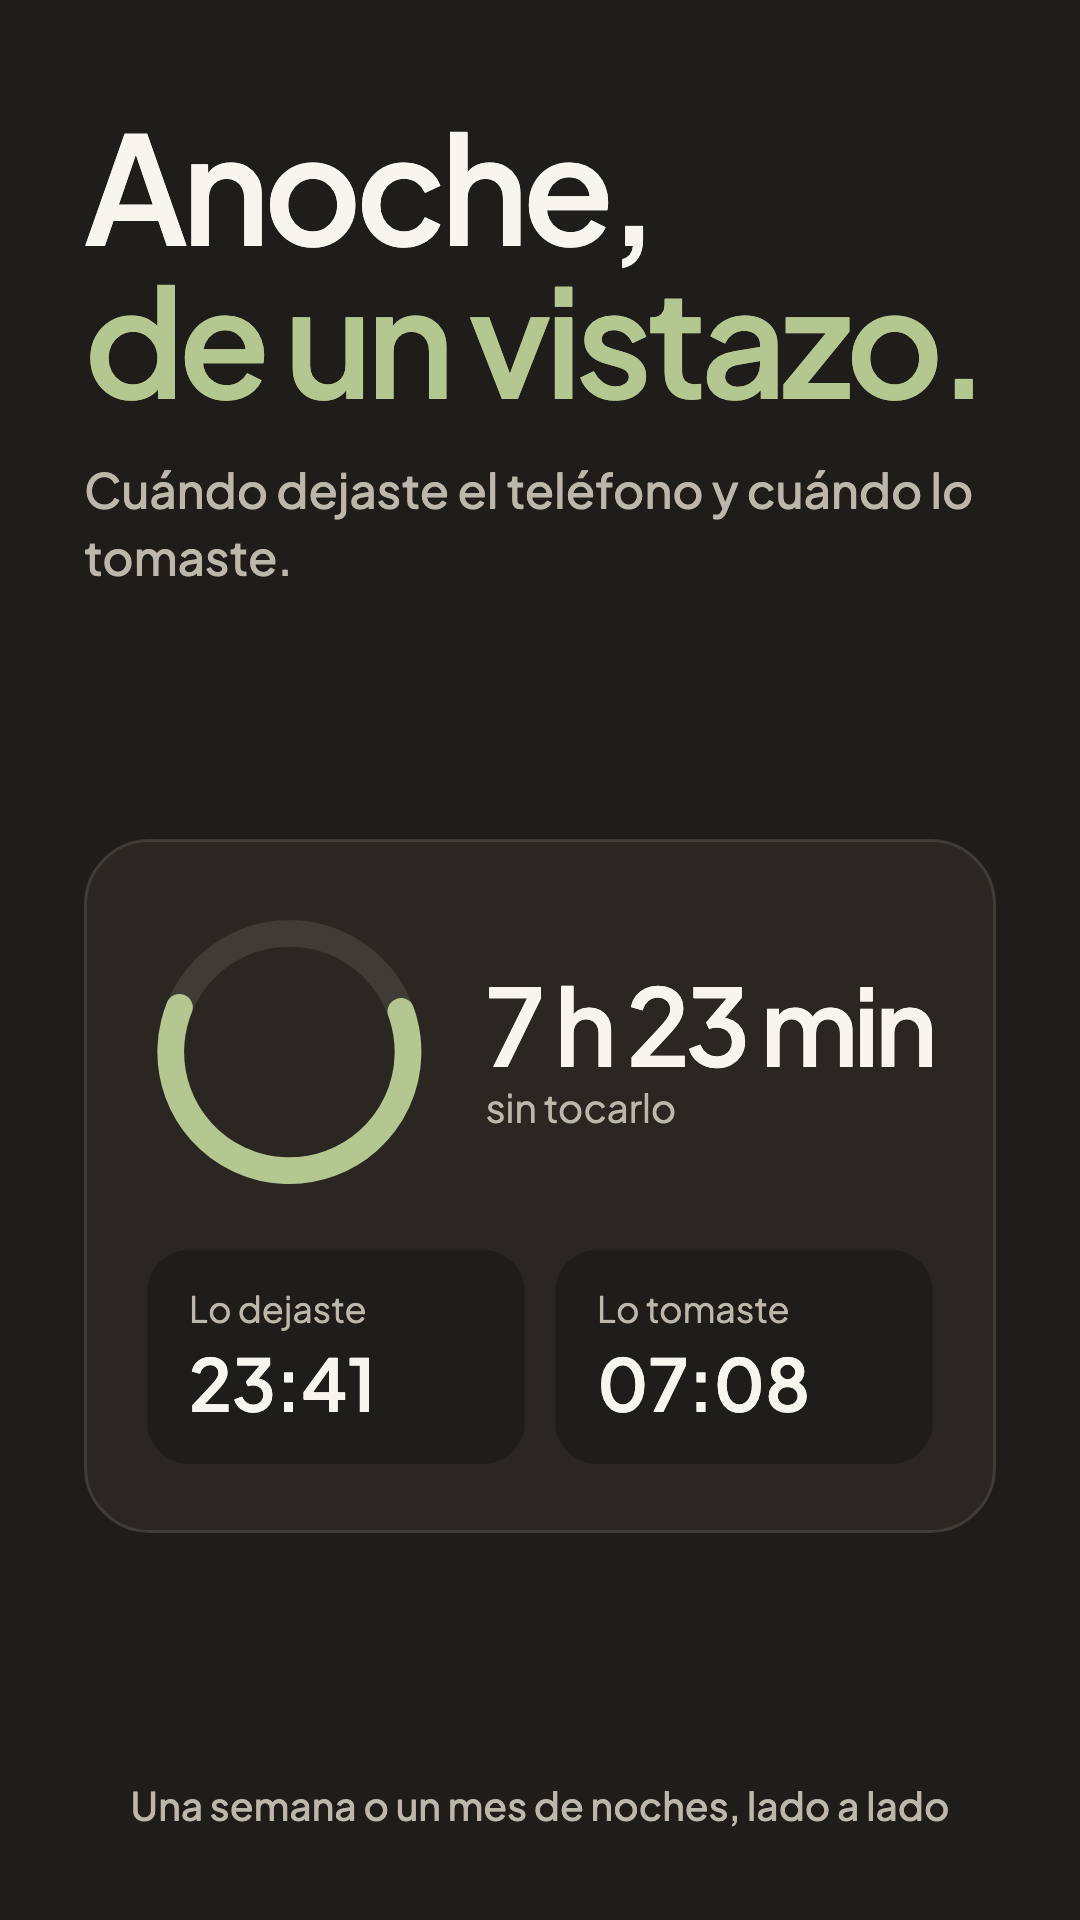 Anoche,
de un vistazo.
Cuándo dejaste el teléfono y cuándo lo
tomaste.
7 h 23 min
sin tocarlo
Lo dejaste
23:41
Lo tomaste
07:08
Una semana o un mes de noches, lado a lado